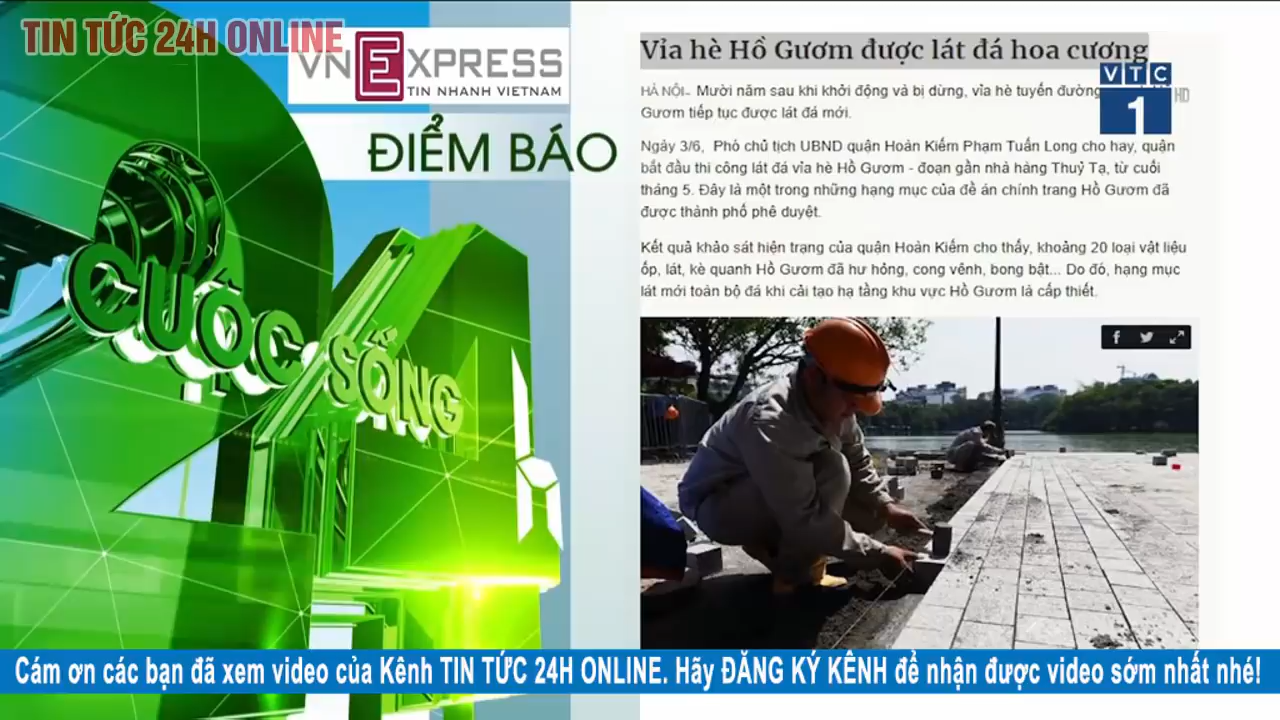 TIN TỨC 24H ONLINE
VNEXPRESS
TIN NHANH VIETNAM
ĐIỂM BÁO
CUỘC SỐNG
24h
Vỉa hè Hồ Gươm được lát đá hoa cương
VTC
1
HD
HÀ NỘI- Mười năm sau khi khởi động và bị dừng, vỉa hè tuyến đường
Gươm tiếp tục được lát đá mới.
Ngày 3/6, Phó chủ tịch UBND quận Hoàn Kiếm Phạm Tuấn Long cho hay, quận
bắt đầu thi công lát đá vỉa hè Hồ Gươm - đoạn gần nhà hàng Thuỷ Tạ, từ cuối
tháng 5. Đây là một trong những hạng mục của đề án chỉnh trang Hồ Gươm đã
được thành phố phê duyệt.
Kết quả khảo sát hiện trạng của quận Hoàn Kiếm cho thấy, khoảng 20 loại vật liệu
ốp, lát, kè quanh Hồ Gươm đã hư hỏng, cong vênh, bong bật... Do đó, hạng mục
lát mới toàn bộ đá khi cải tạo hạ tầng khu vực Hồ Gươm là cấp thiết.
Cám ơn các bạn đã xem video của Kênh TIN TỨC 24H ONLINE. Hãy ĐĂNG KÝ KÊNH để nhận được video sớm nhất nhé!